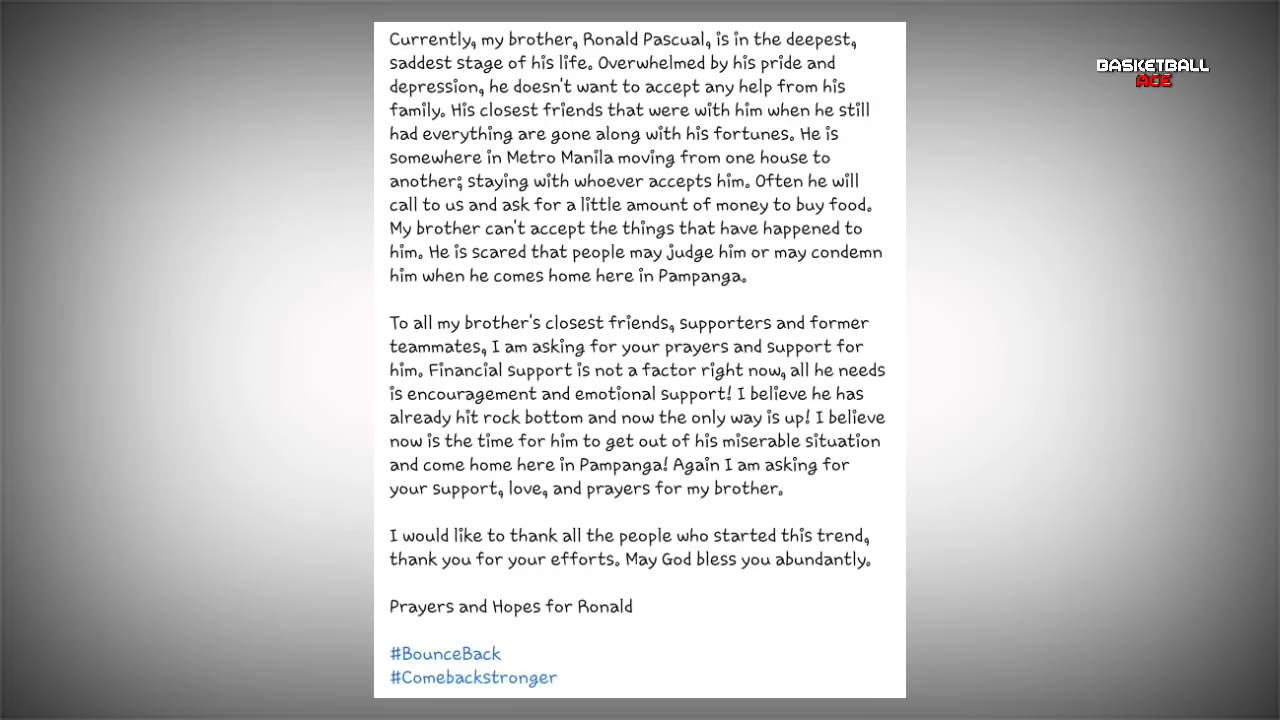 Currently, my brother, Ronald Pascual, is in the deepest,
saddest stage of his life. Overwhelmed by his pride and
depression, he doesn't want to accept any help from his
family. His closest friends that were with him when he still
had everything are gone along with his fortunes. He is
somewhere in Metro Manila moving from one house to
another; staying with whoever accepts him. Often he will
call to us and ask for a little amount of money to buy food.
My brother can't accept the things that have happened to
him. He is scared that people may judge him or may condemn
him when he comes home here in Pampanga.
To all my brother's closest friends, supporters and former
teammates, I am asking for your prayers and support for
him. Financial support is not a factor right now, all he needs
is encouragement and emotional support! I believe he has
already hit rock bottom and now the only way is up! I believe
now is the time for him to get out of his miserable situation
and come home here in Pampanga! Again I am asking for
your support, love, and prayers for my brother.
I would like to thank all the people who started this trend,
thank you for your efforts. May God bless you abundantly.
Prayers and Hopes for Ronald
#BounceBack
#Comebackstronger
BASKETBALL
ACE